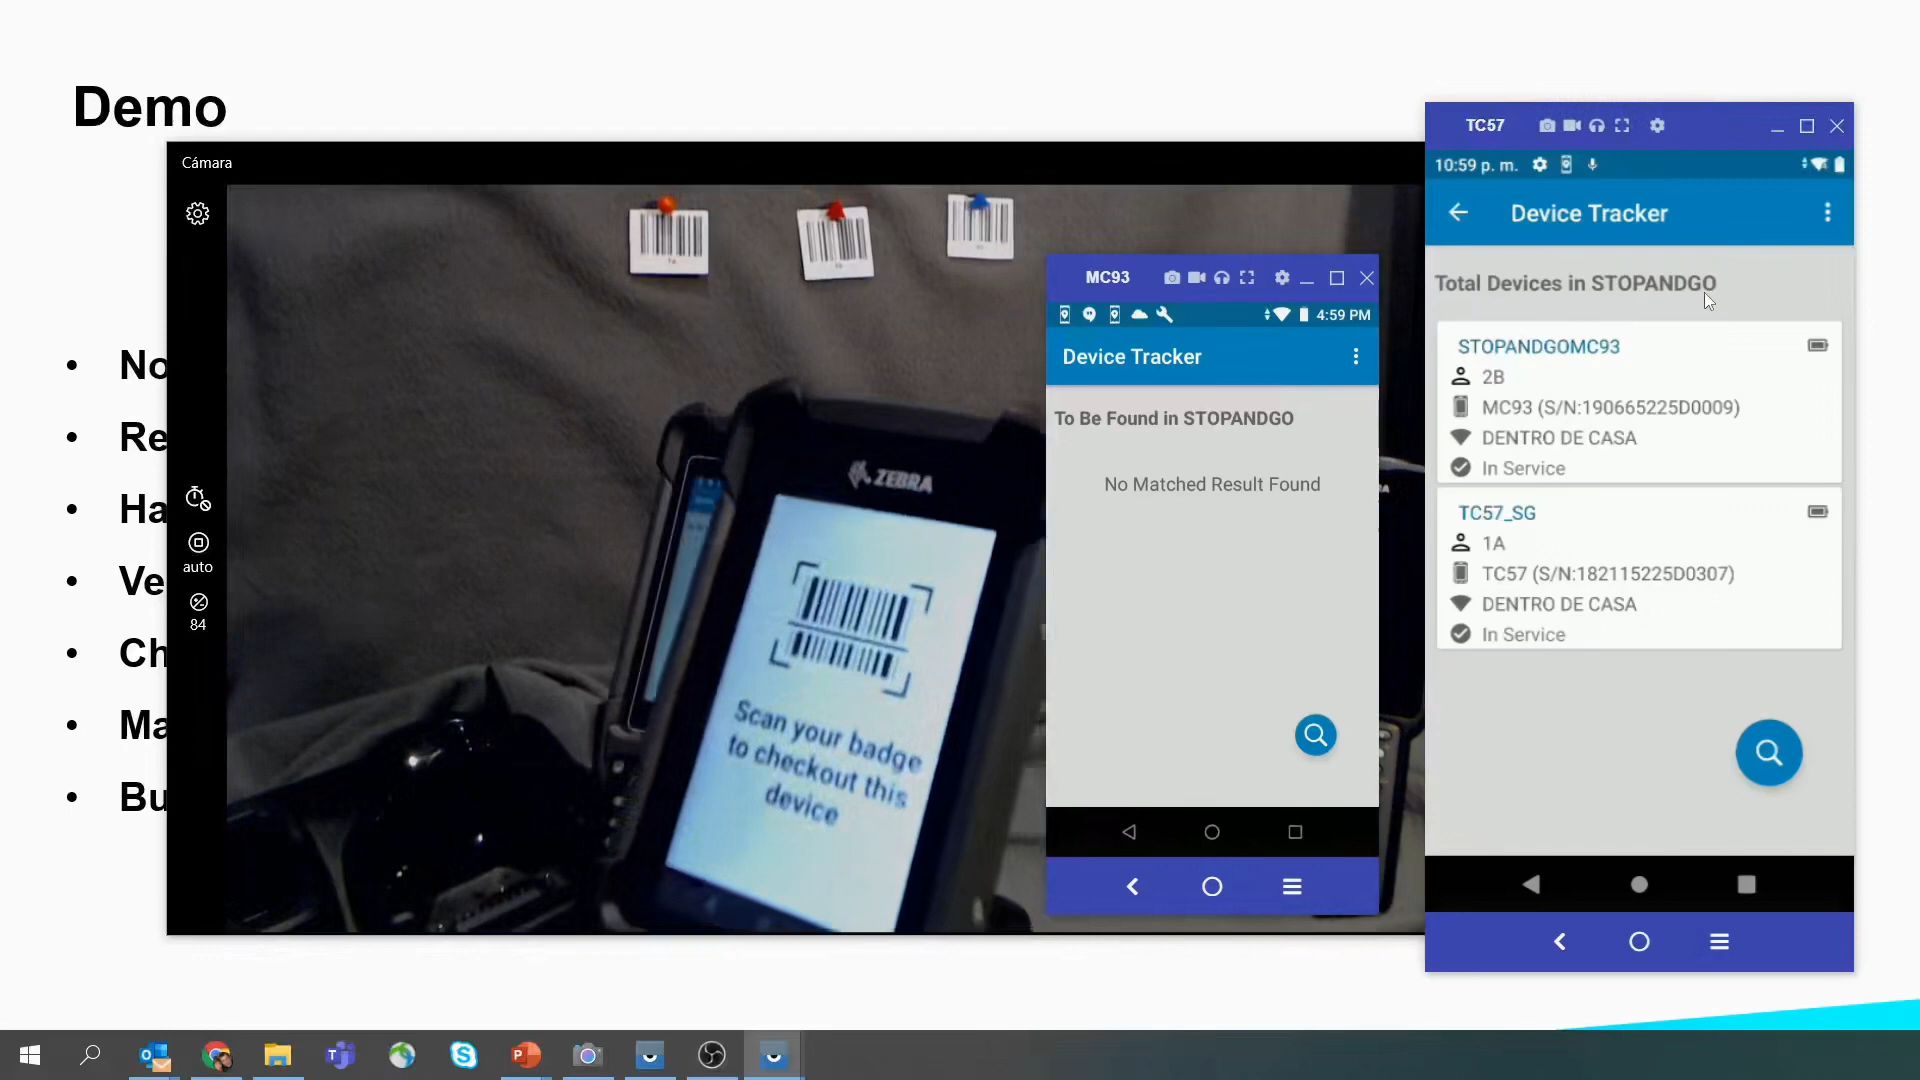 Demo
No
Re
Ha
Ve
Ch
Ma
Bu
Cámara
auto
84
ZEBRA
Scan your badge
to checkout this
device
MC93
4:59 PM
Device Tracker
To Be Found in STOPANDGO
No Matched Result Found
TC57
10:59 p. m.
Device Tracker
Total Devices in STOPANDGO
STOPANDGOMC93
2B
MC93 (S/N:190665225D0009)
DENTRO DE CASA
In Service
TC57_SG
1A
TC57 (S/N:182115225D0307)
DENTRO DE CASA
In Service